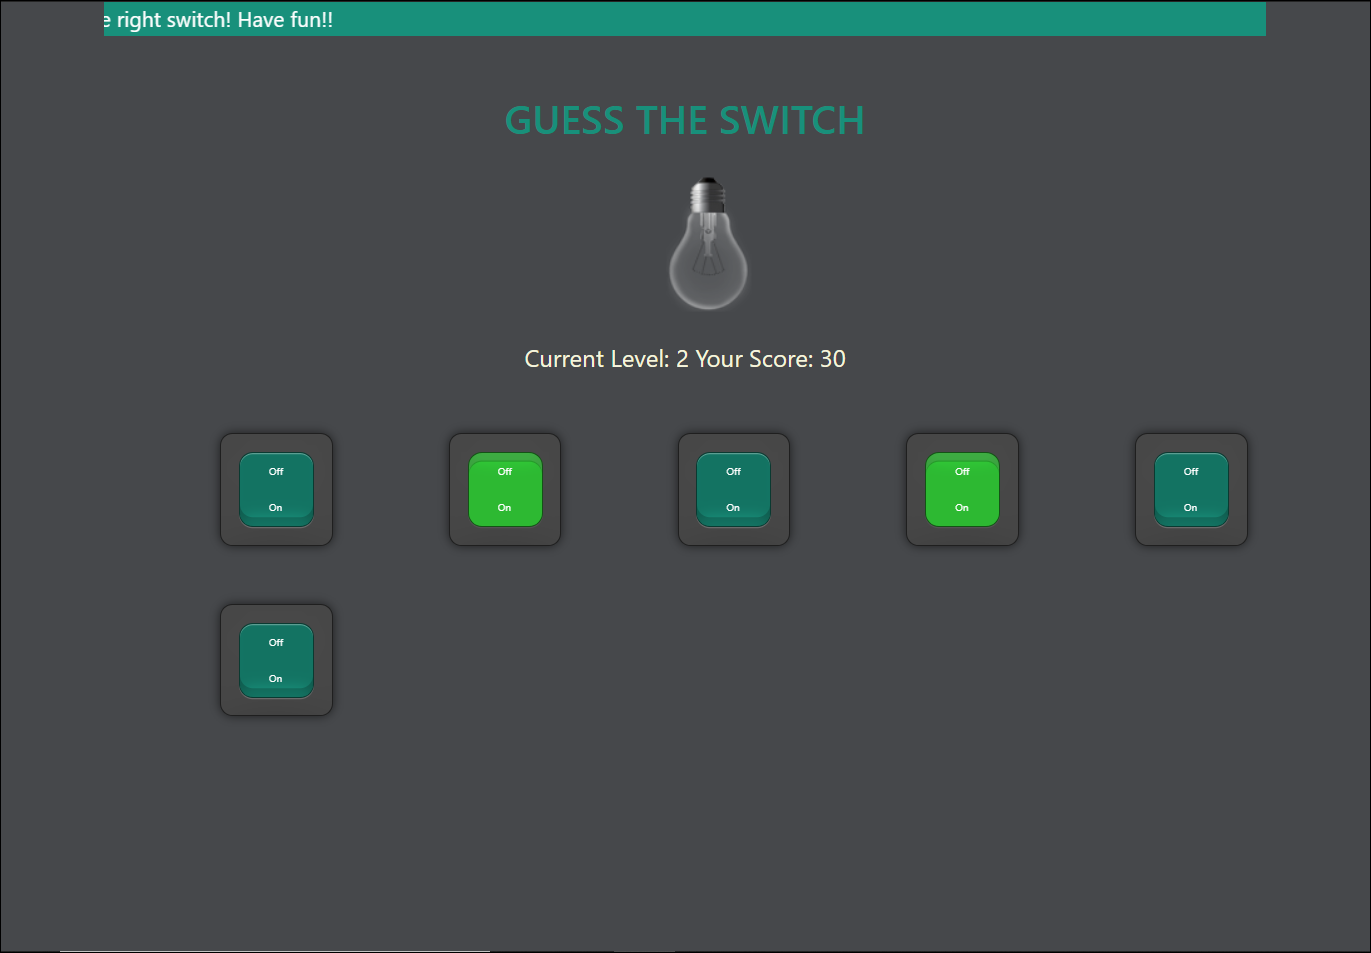 e right switch! Have fun!!
GUESS THE SWITCH
Current Level: 2 Your Score: 30
Off Off Off Off Off
On On On On On
Off
On